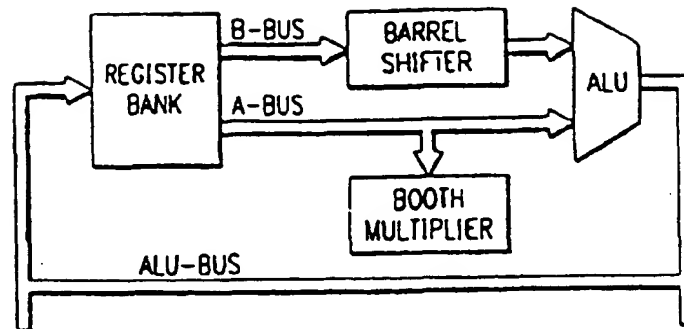 B-BUS
BARREL
SHIFTER
REGISTER
BANK
ALU
A-BUS
BOOTH
MULTIPLIER
ALU-BUS